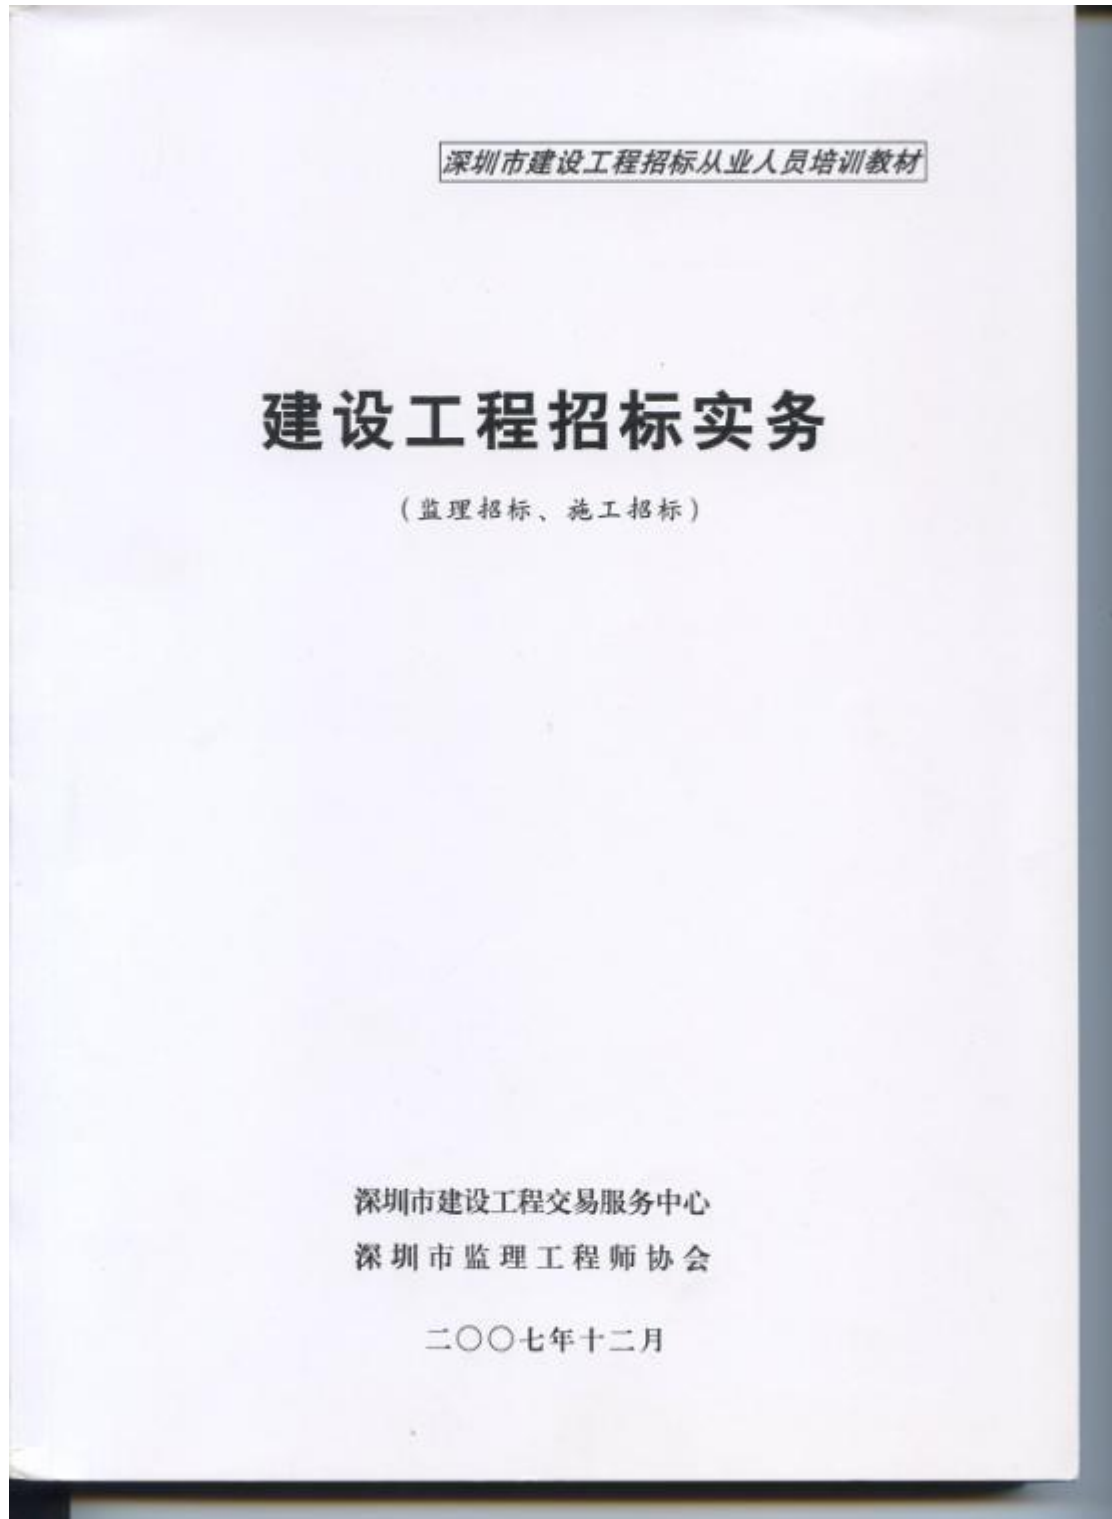 深圳市建设工程招标从业人员培训教材
建设工程招标实务
（监理招标、施工招标）
深圳市建设工程交易服务中心
深圳市监理工程师协会
二〇〇七年十二月